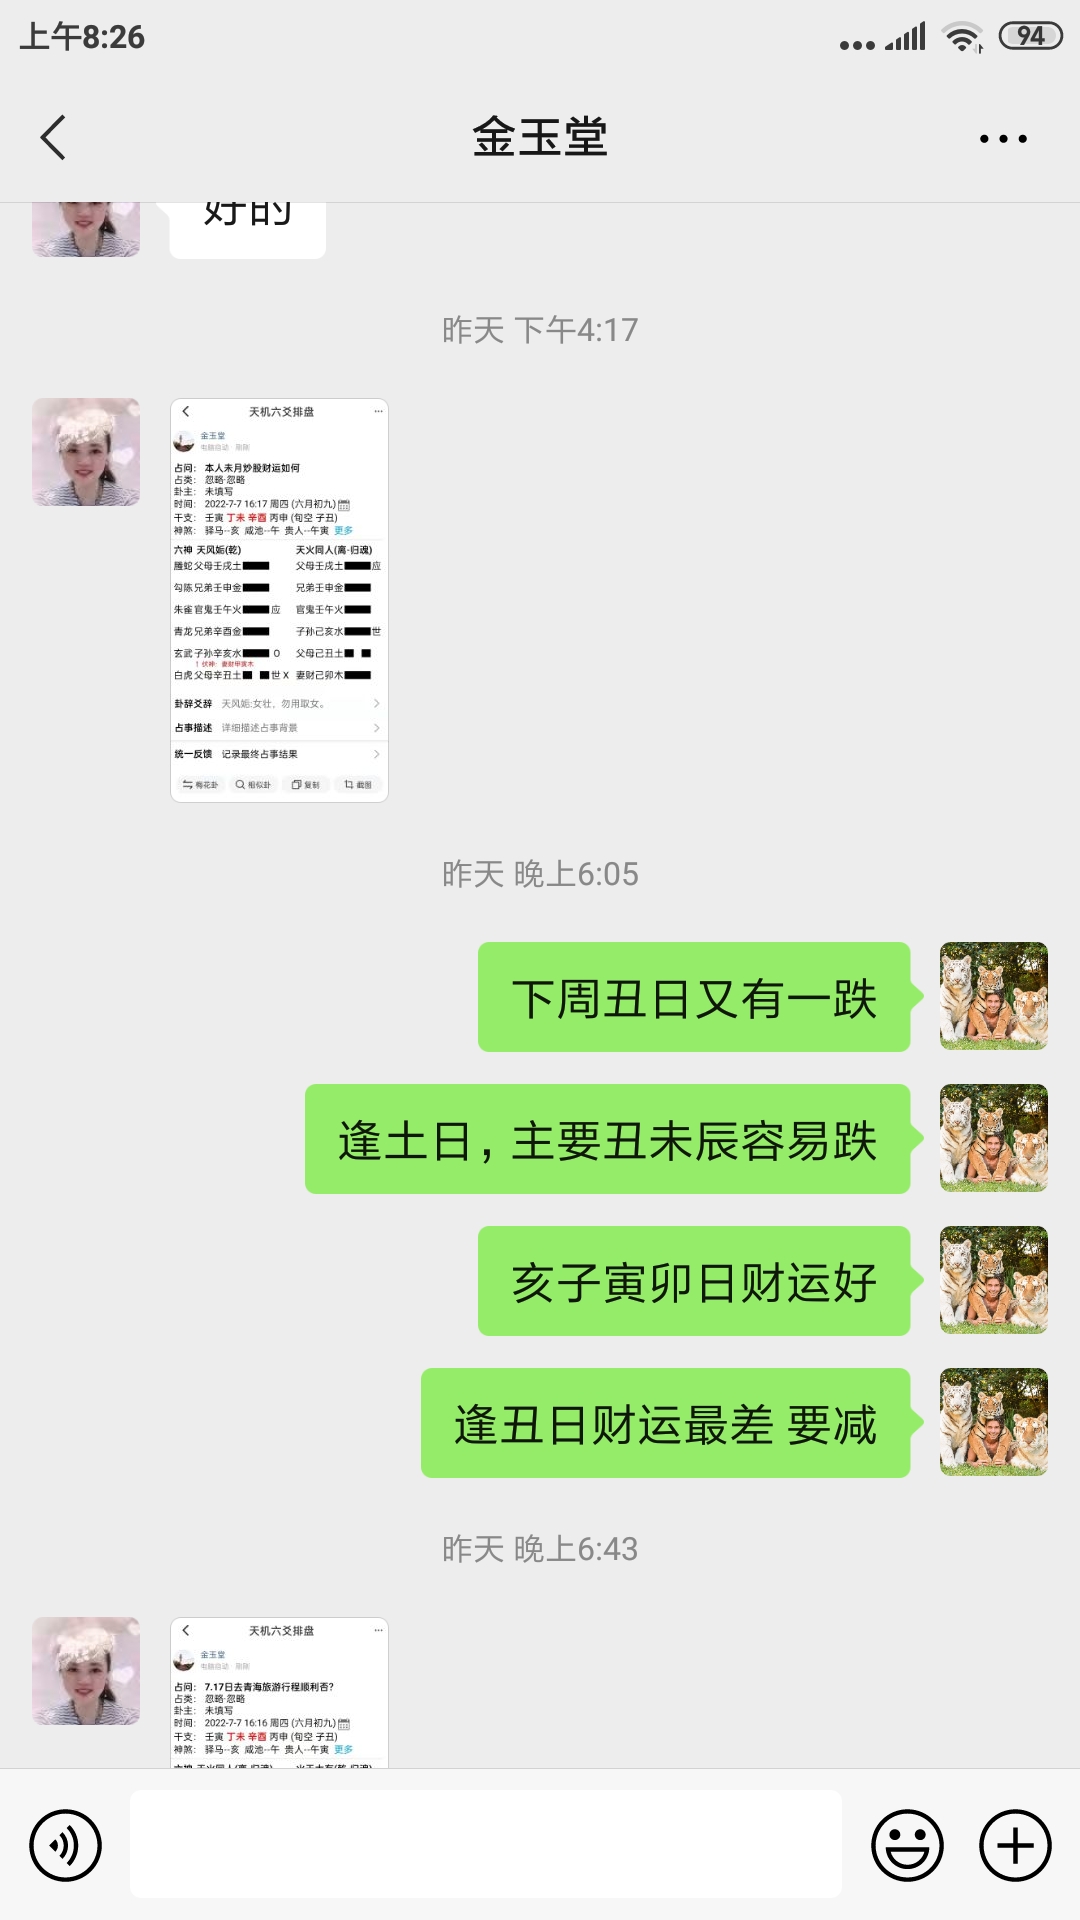 上午8:26
94
金玉堂
好的
昨天 下午4:17
天机六爻排盘
金玉堂
电脑自动 · 刚刚
占问： 本人未月炒股财运如何
占类： 忽略·忽略
卦主： 未填写
时间： 2022-7-7 16:17 周四 (六月初九)
干支： 壬寅 丁未 辛酉 丙申 (旬空 子丑)
神煞： 驿马--亥 咸池--午 贵人--午寅 更多
六神 天风姤(乾) 天火同人(离·归魂)
螣蛇 父母壬戌土 父母壬戌土 应
勾陈 兄弟壬申金 兄弟壬申金
朱雀 官鬼壬午火 应 官鬼壬午火
青龙 兄弟辛酉金 子孙己亥水 世
玄武 子孙辛亥水 O 父母己丑土
伏神：妻财甲寅木
白虎 父母辛丑土 世 X 妻财己卯木
卦辞爻辞 天风姤:女壮，勿用取女。
占事描述 详细描述占事背景
统一反馈 记录最终占事结果
梅花卦 相似卦 复制 截图
昨天 晚上6:05
下周丑日又有一跌
逢土日，主要丑未辰容易跌
亥子寅卯日财运好
逢丑日财运最差 要减
昨天 晚上6:43
天机六爻排盘
金玉堂
电脑自动 · 刚刚
占问： 7.17日去青海旅游行程顺利否?
占类： 忽略·忽略
卦主： 未填写
时间： 2022-7-7 16:16 周四 (六月初九)
干支： 壬寅 丁未 辛酉 丙申 (旬空 子丑)
神煞： 驿马--亥 咸池--午 贵人--午寅 更多